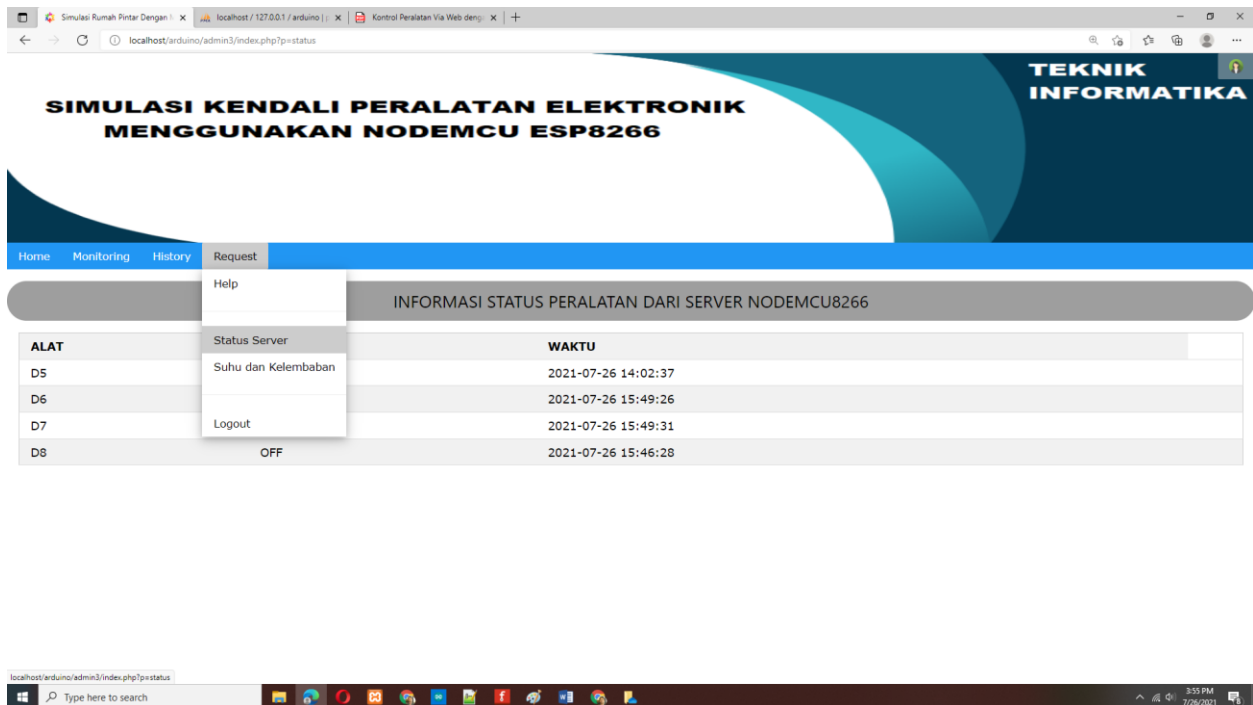 Simulasi Rumah Pintar Dengan
localhost / 127.0.0.1 / arduino | p
Kontrol Peralatan Via Web deng
localhost/arduino/admin3/index.php?p=status
TEKNIK
INFORMATIKA
SIMULASI KENDALI PERALATAN ELEKTRONIK
MENGGUNAKAN NODEMCU ESP8266
Home Monitoring History Request
Help
Status Server
Suhu dan Kelembaban
Logout
INFORMASI STATUS PERALATAN DARI SERVER NODEMCU8266
ALAT WAKTU
D5 2021-07-26 14:02:37
D6 2021-07-26 15:49:26
D7 2021-07-26 15:49:31
D8 OFF 2021-07-26 15:46:28
localhost/arduino/admin3/index.php?p=status
Type here to search
3:55 PM
7/26/2021